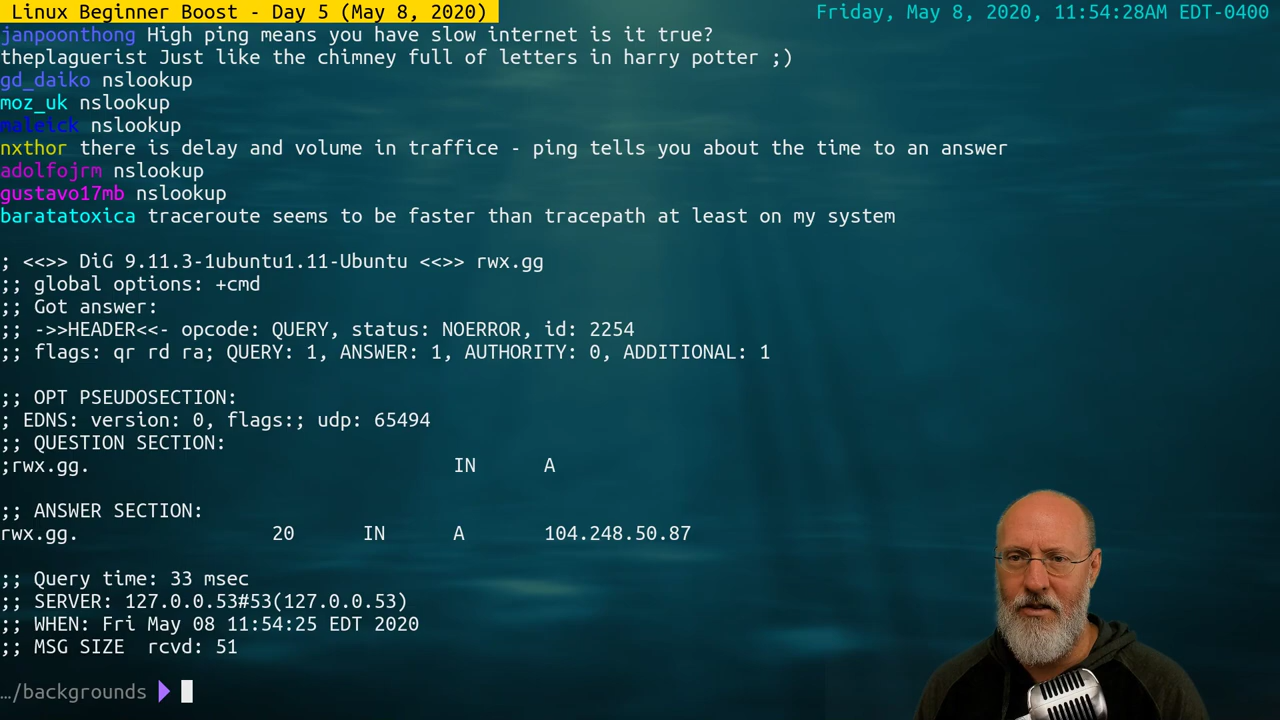 Linux Beginner Boost - Day 5 (May 8, 2020) Friday, May 8, 2020, 11:54:28AM EDT-0400
janpoonthong High ping means you have slow internet is it true?
theplaguerist Just like the chimney full of letters in harry potter ;)
gd_daiko nslookup
moz_uk nslookup
maleick nslookup
nxthor there is delay and volume in traffice - ping tells you about the time to an answer
adolfojrm nslookup
gustavo17mb nslookup
baratatoxica traceroute seems to be faster than tracepath at least on my system
; <<>> DiG 9.11.3-1ubuntu1.11-Ubuntu <<>> rwx.gg
;; global options: +cmd
;; Got answer:
;; ->>HEADER<<- opcode: QUERY, status: NOERROR, id: 2254
;; flags: qr rd ra; QUERY: 1, ANSWER: 1, AUTHORITY: 0, ADDITIONAL: 1
;; OPT PSEUDOSECTION:
; EDNS: version: 0, flags:; udp: 65494
;; QUESTION SECTION:
;rwx.gg. IN A
;; ANSWER SECTION:
rwx.gg. 20 IN A 104.248.50.87
;; Query time: 33 msec
;; SERVER: 127.0.0.53#53(127.0.0.53)
;; WHEN: Fri May 08 11:54:25 EDT 2020
;; MSG SIZE rcvd: 51
…/backgrounds